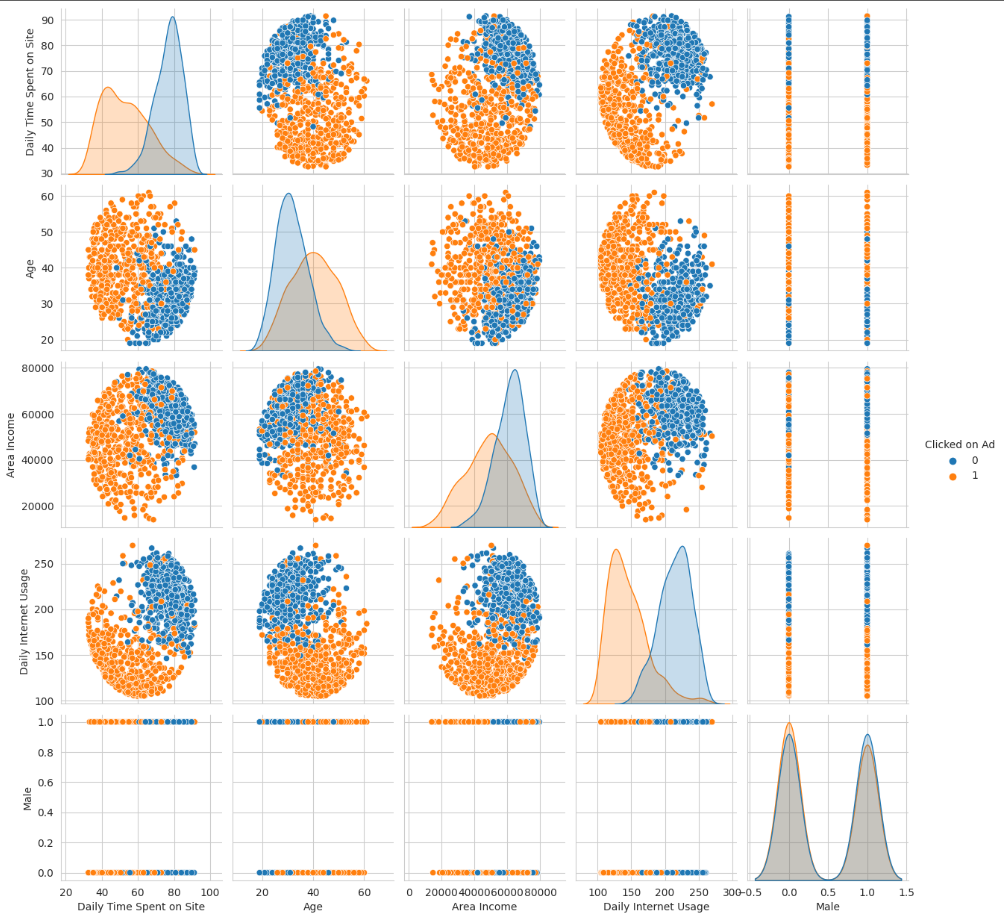 90
80
70
60
50
40
30
Daily Time Spent on Site
60
50
40
30
20
Age
80000
60000
40000
20000
Area Income
Clicked on Ad
0
1
250
200
150
100
Daily Internet Usage
1.0
0.8
0.6
0.4
0.2
0.0
Male
20 40 60 80 100
Daily Time Spent on Site
20 40 60
Age
0 20000 40000 60000 80000
Area Income
100 150 200 250 300
Daily Internet Usage
−0.5 0.0 0.5 1.0 1.5
Male